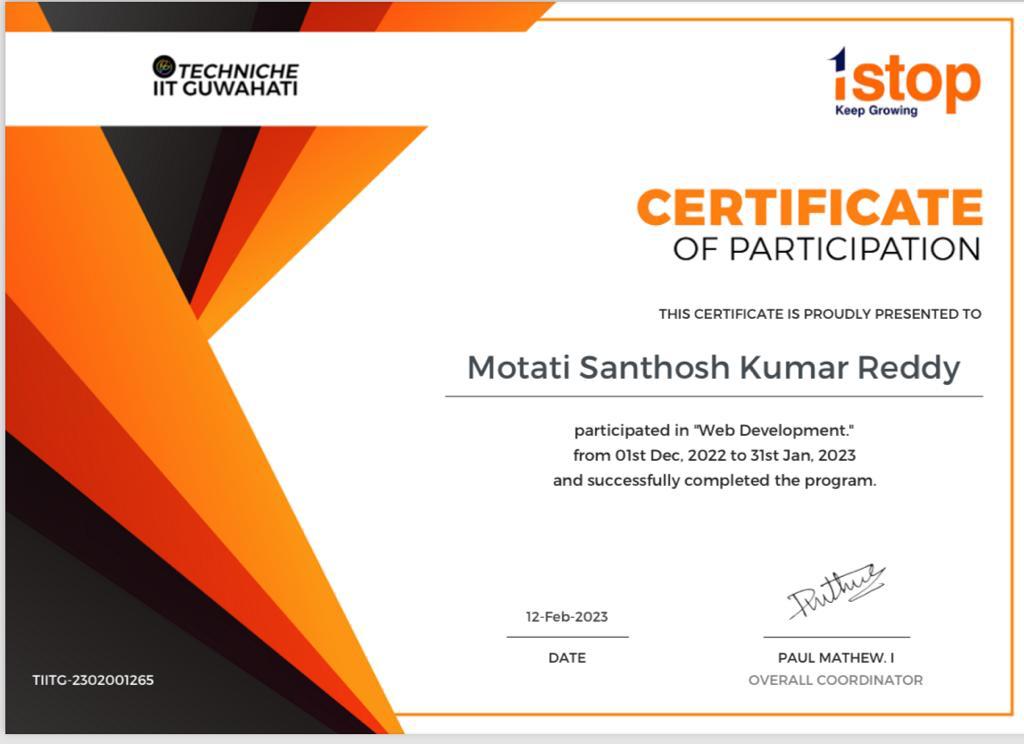 TECHNICHE
IIT GUWAHATI
1stop
Keep Growing
CERTIFICATE
OF PARTICIPATION
THIS CERTIFICATE IS PROUDLY PRESENTED TO
Motati Santhosh Kumar Reddy
participated in "Web Development."
from 01st Dec, 2022 to 31st Jan, 2023
and successfully completed the program.
12-Feb-2023
DATE
PAUL MATHEW. I
OVERALL COORDINATOR
TIITG-2302001265